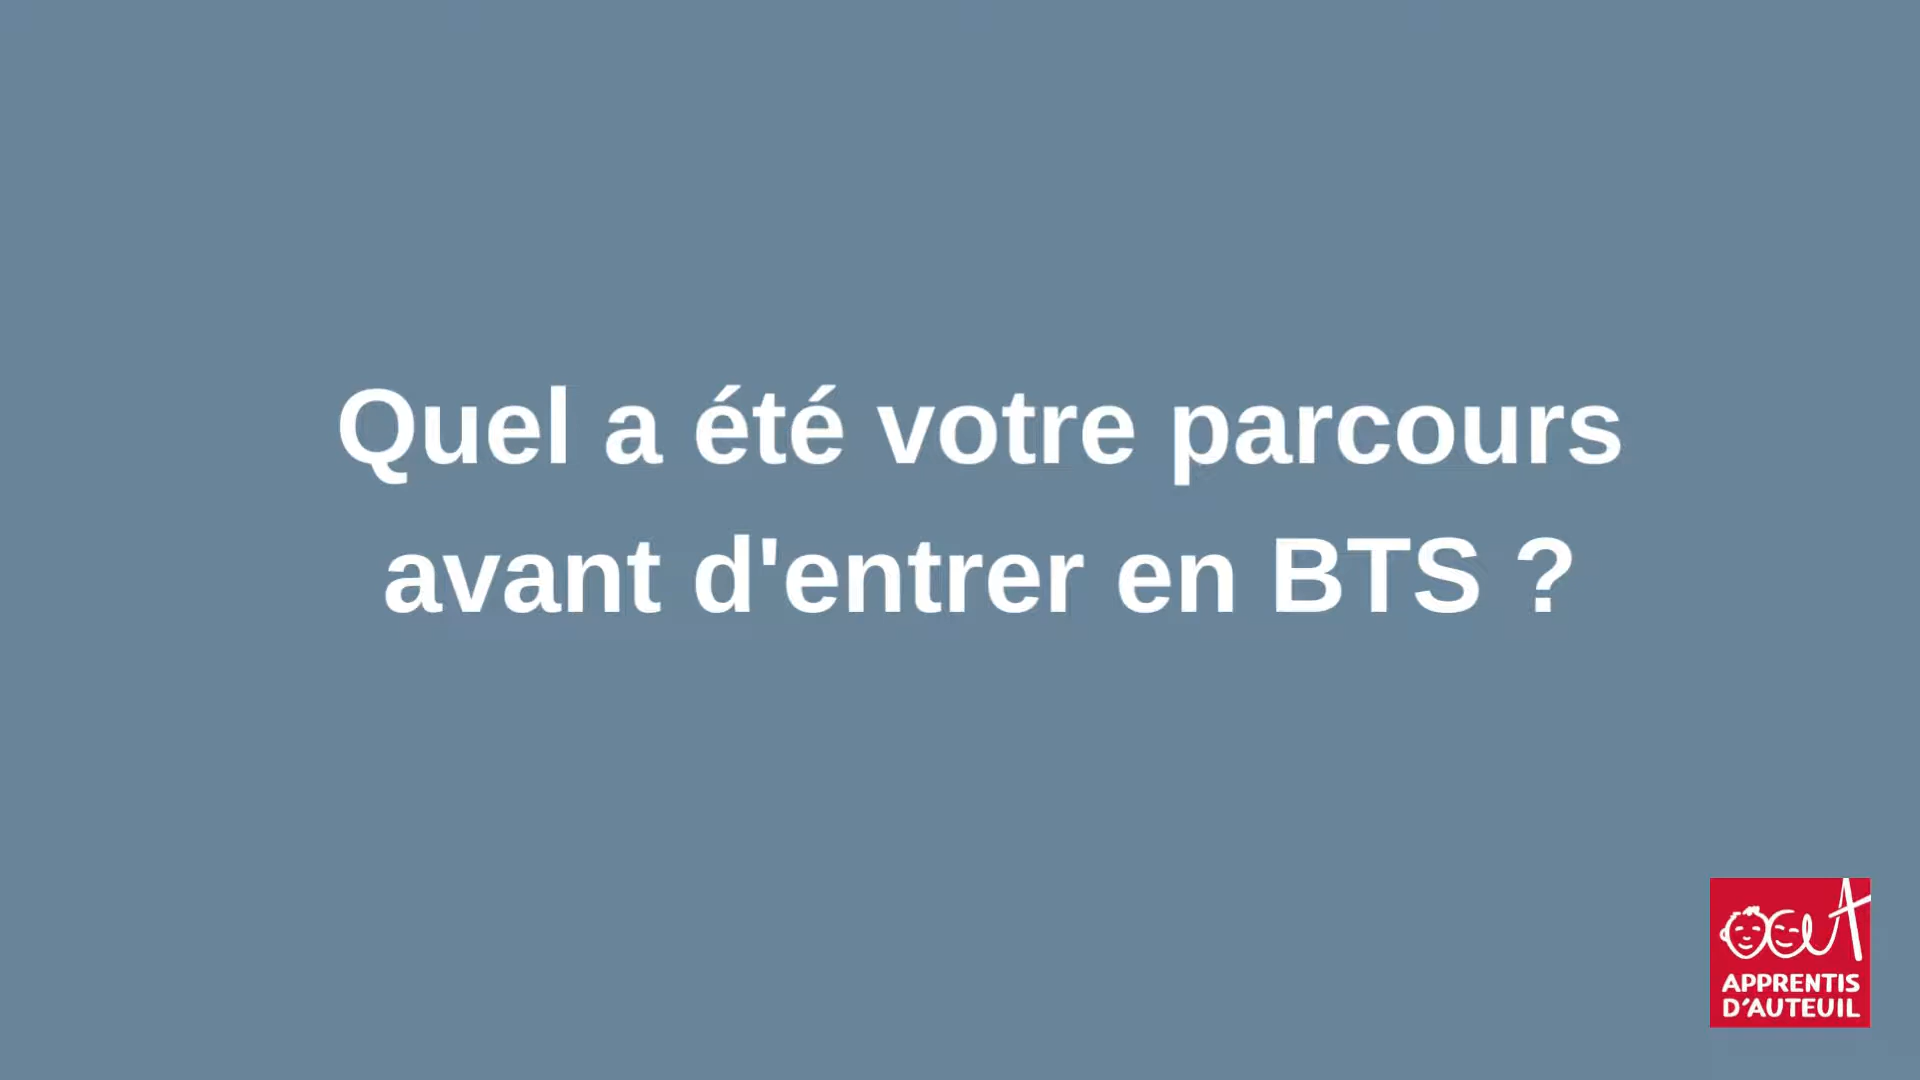 Quel a été votre parcours
avant d'entrer en BTS ?
APPRENTIS
D'AUTEUIL